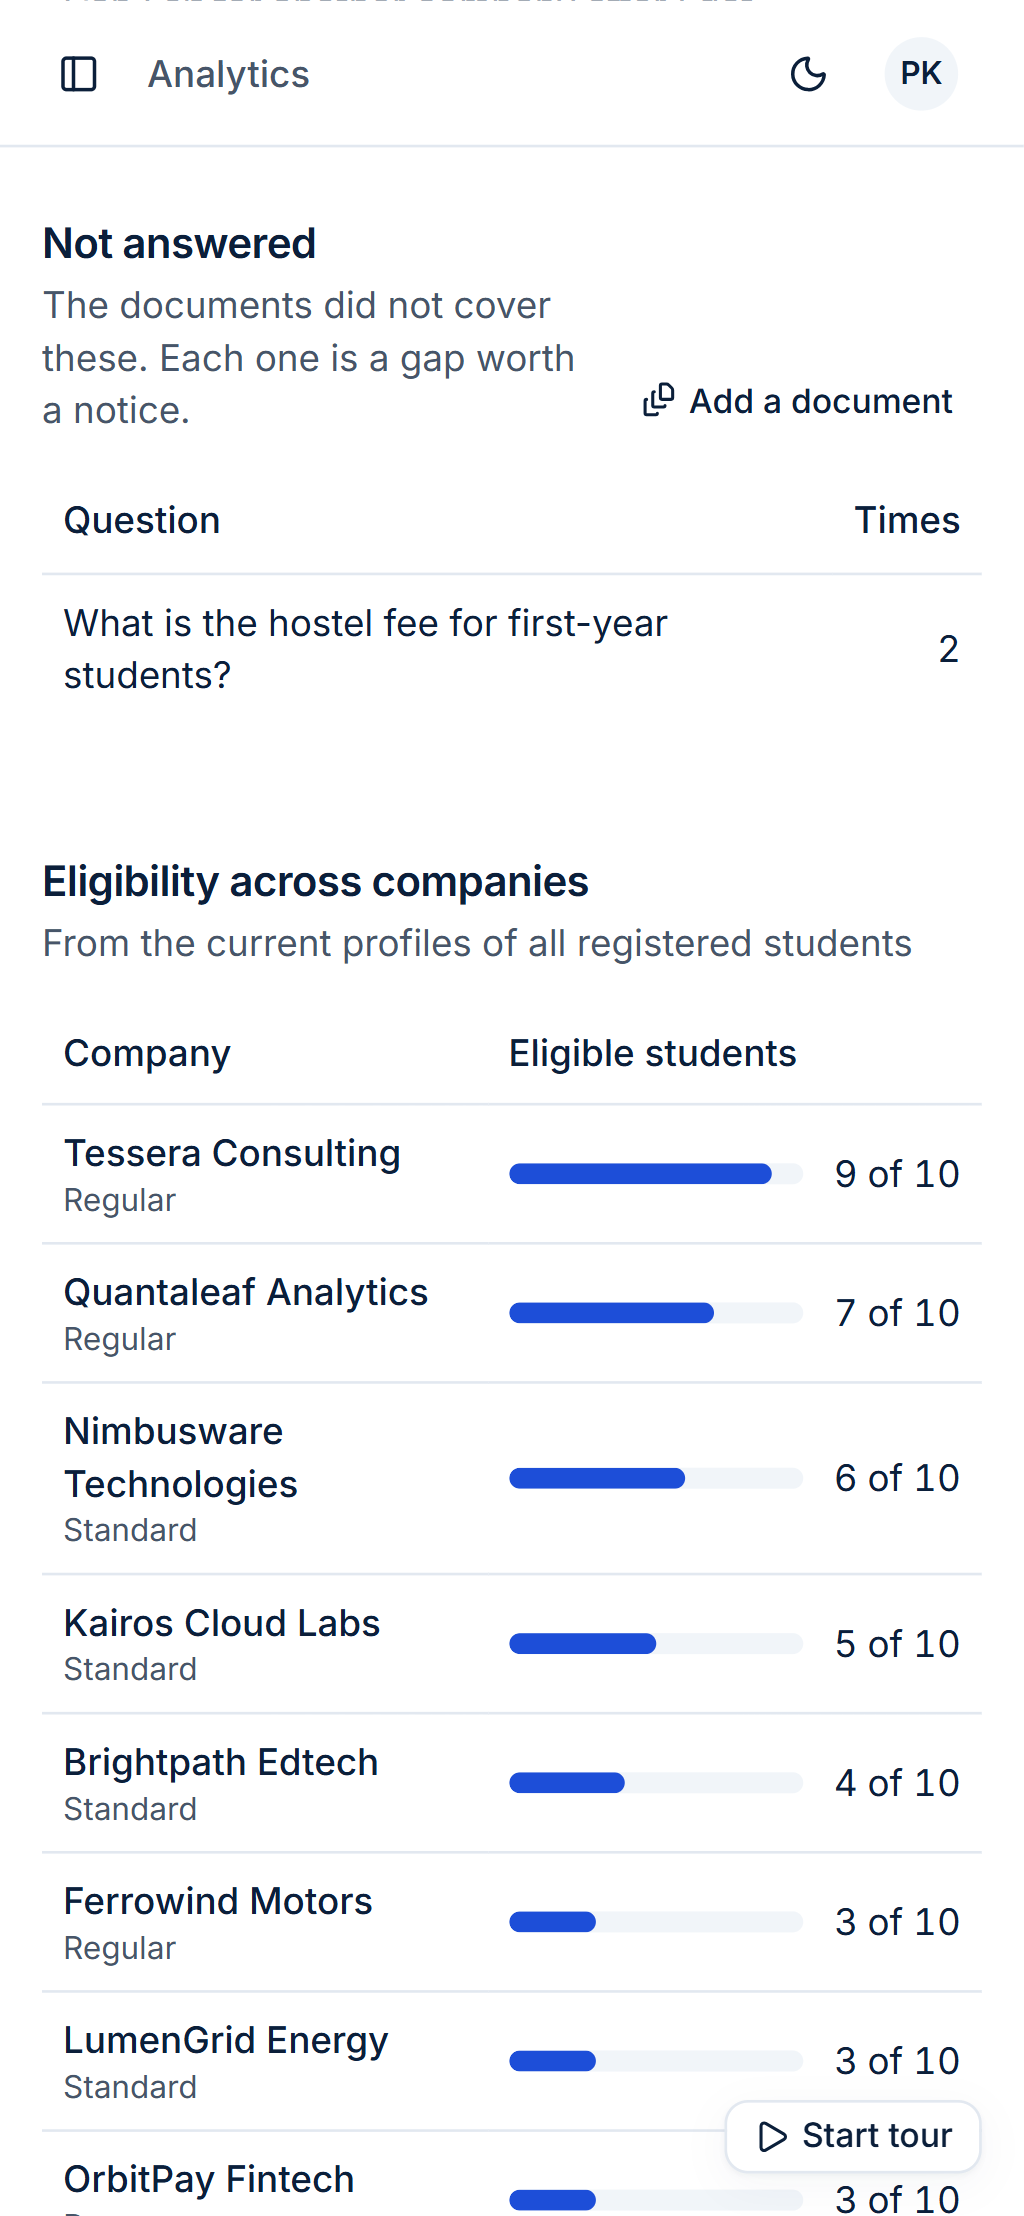 Analytics
PK
Not answered
The documents did not cover
these. Each one is a gap worth
a notice.
Add a document
Question Times
What is the hostel fee for first-year
students?
2
Eligibility across companies
From the current profiles of all registered students
Company Eligible students
Tessera Consulting
Regular
9 of 10
Quantaleaf Analytics
Regular
7 of 10
Nimbusware
Technologies
Standard
6 of 10
Kairos Cloud Labs
Standard
5 of 10
Brightpath Edtech
Standard
4 of 10
Ferrowind Motors
Regular
3 of 10
LumenGrid Energy
Standard
3 of 10
Start tour
OrbitPay Fintech
3 of 10